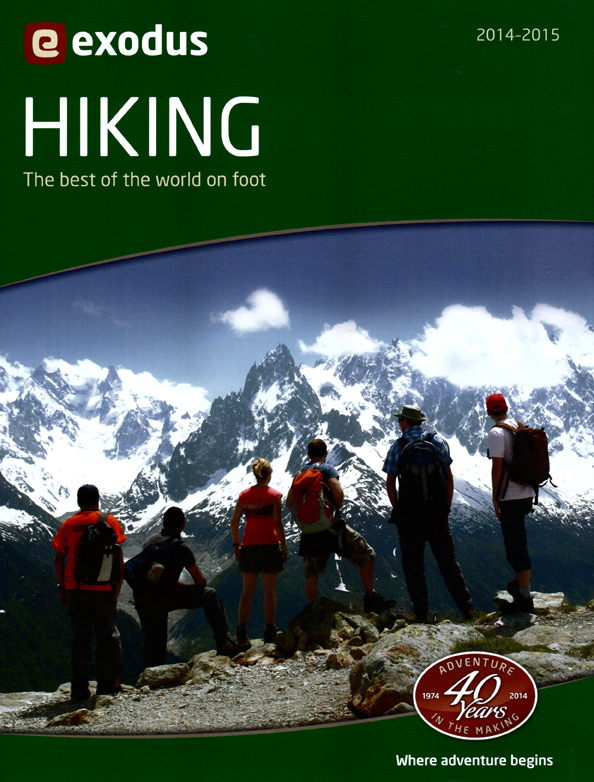 exodus
2014-2015
HIKING
The best of the world on foot
ADVENTURE
1974
40
Years
2014
IN THE MAKING
Where adventure begins